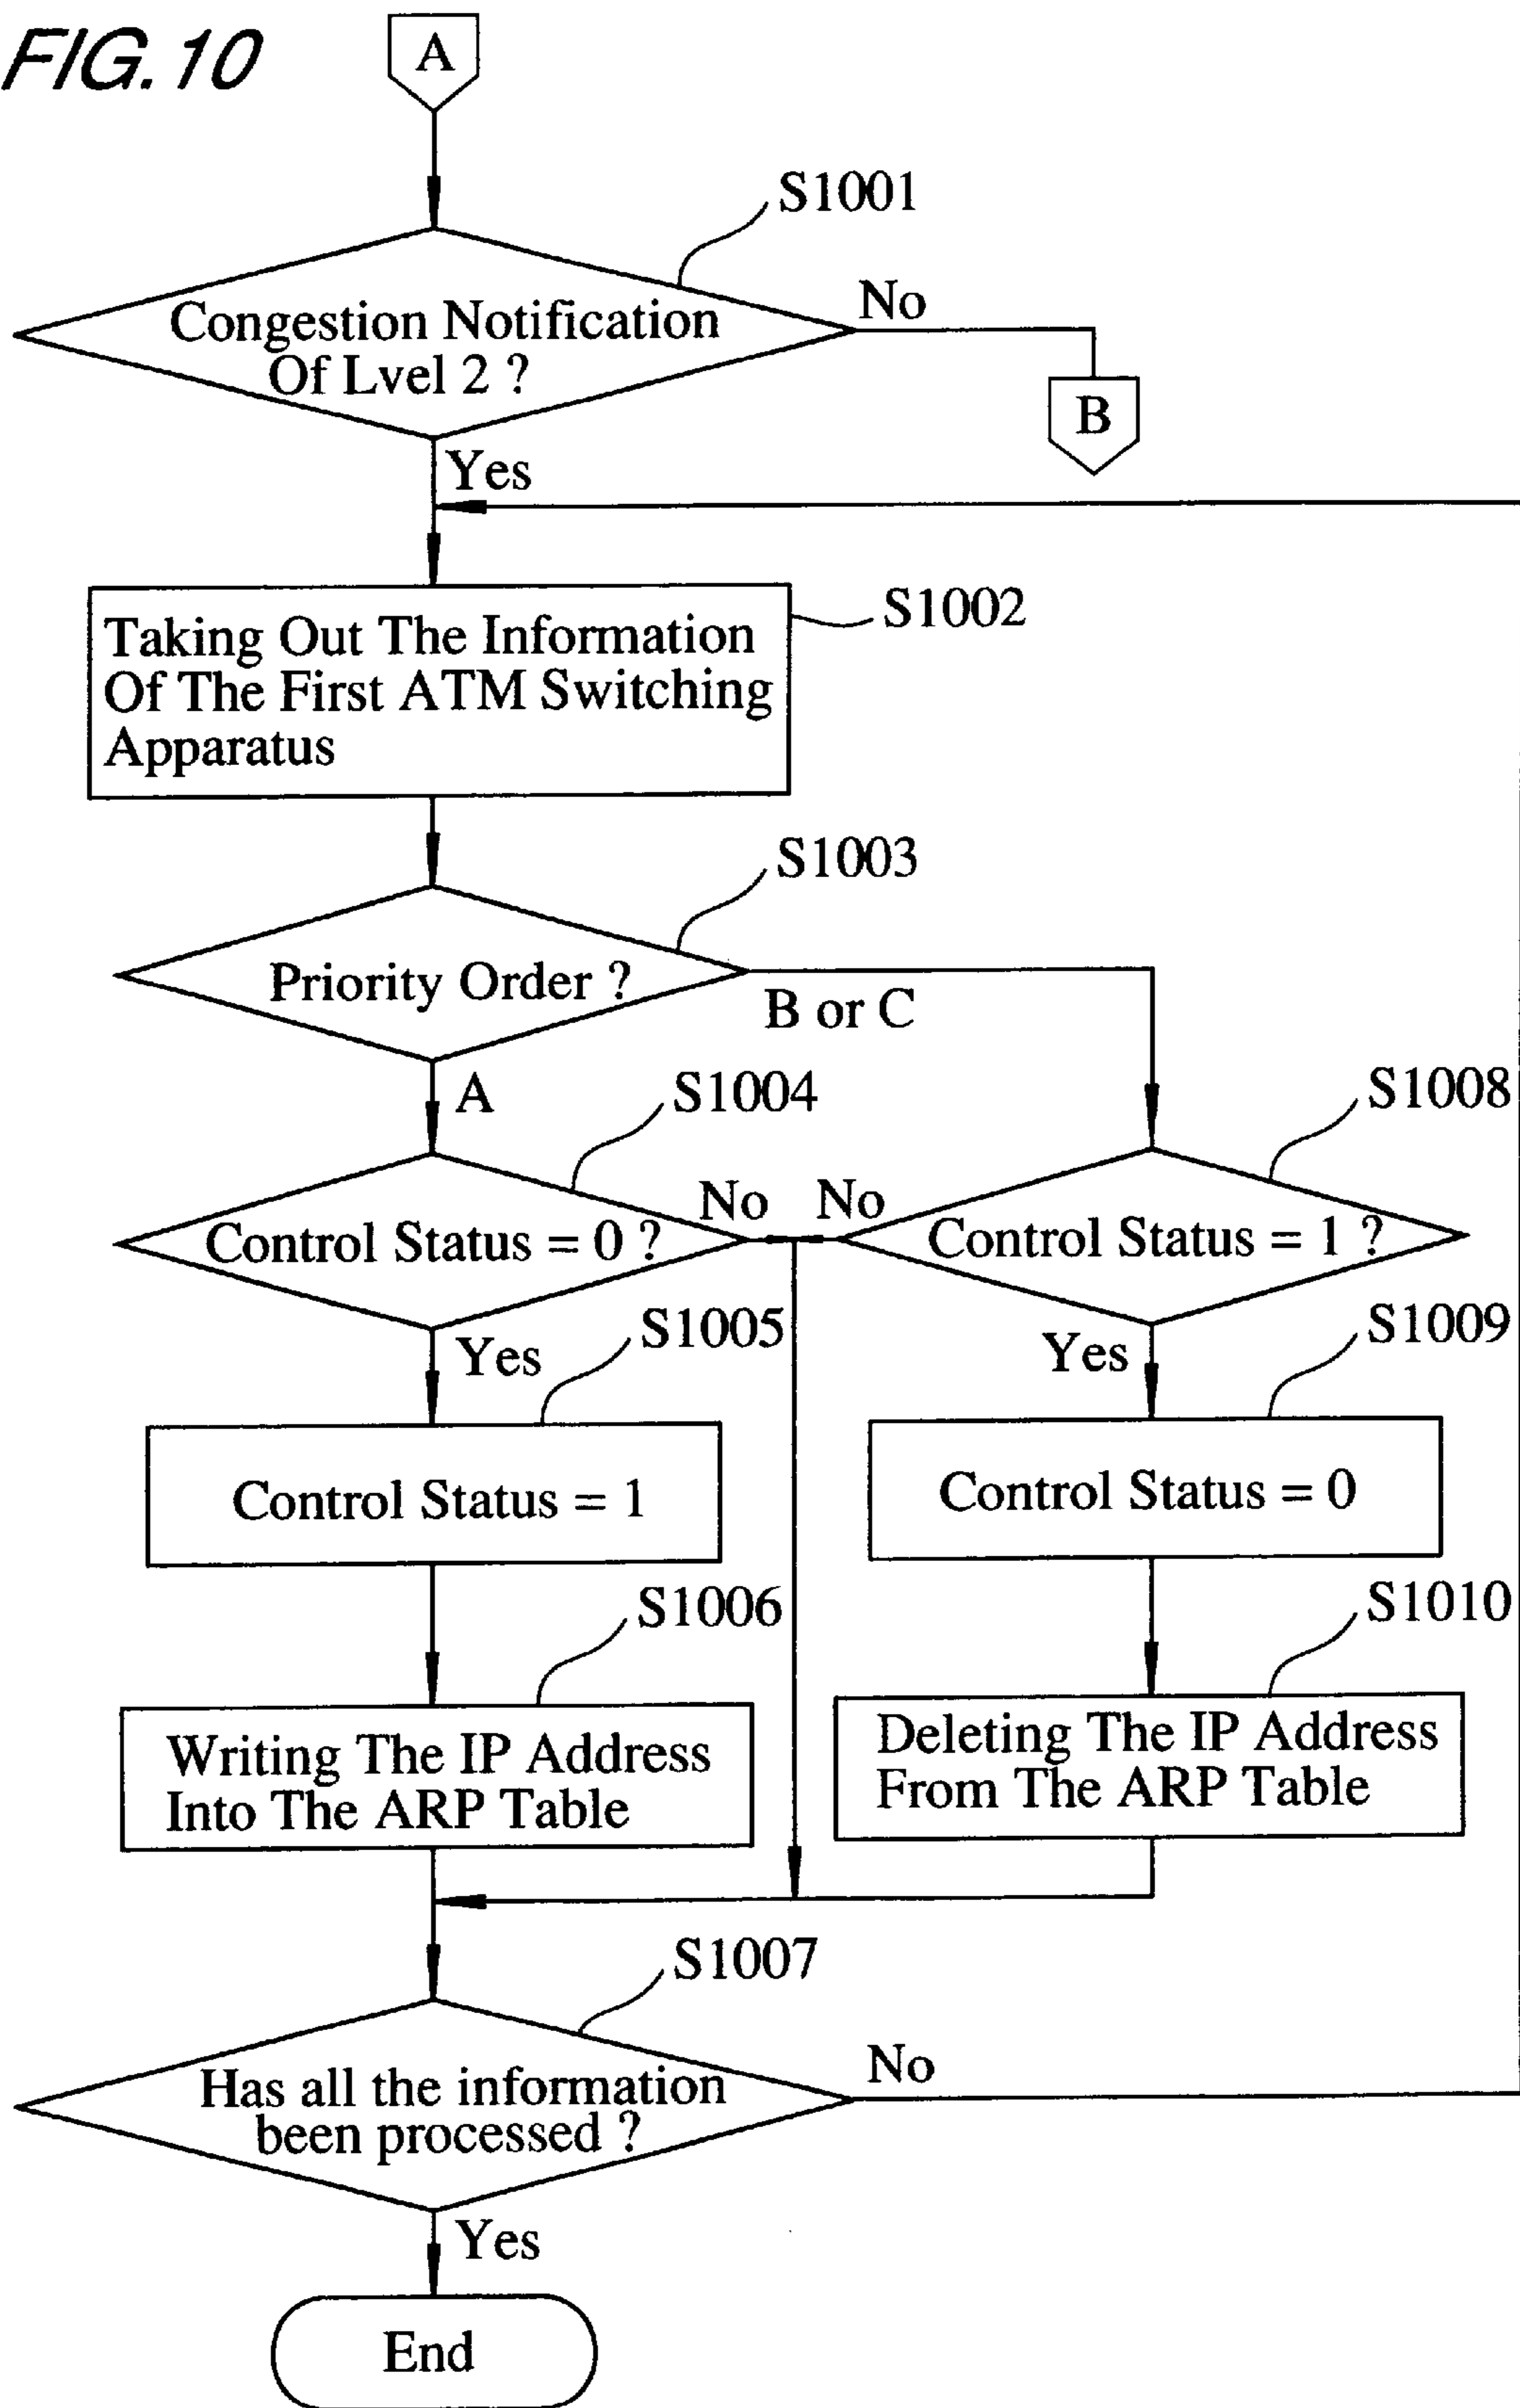 FIG. 10
A
S1001
Congestion Notification
Of Lvel 2 ?
No
B
Yes
S1002
Taking Out The Information
Of The First ATM Switching
Apparatus
S1003
Priority Order ?
B or C
A
S1004
S1008
Control Status = 0 ?
No
No
Control Status = 1 ?
Yes
S1005
Yes
S1009
Control Status = 1
Control Status = 0
S1006
S1010
Writing The IP Address
Into The ARP Table
Deleting The IP Address
From The ARP Table
S1007
Has all the information
been processed ?
No
Yes
End